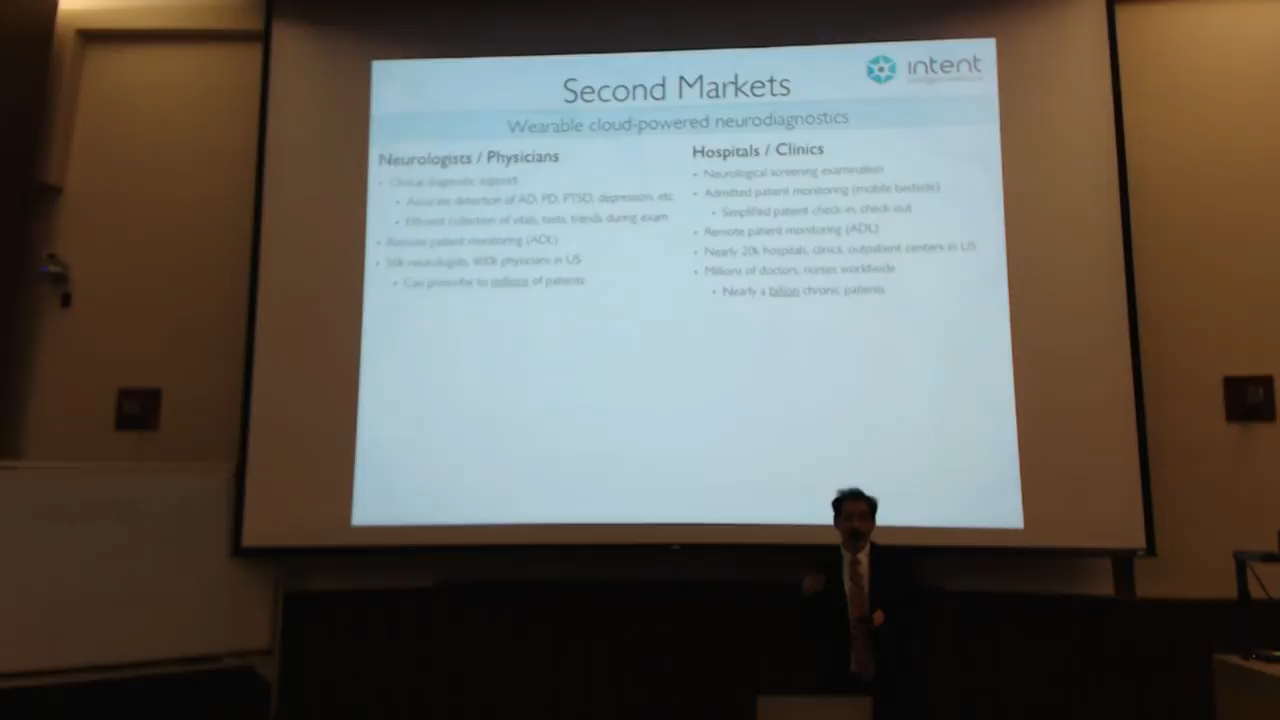 Second Markets
intent
Wearable cloud-powered neurodiagnostics
Neurologists / Physicians
• Clinical diagnostic support
• Accurate detection of AD, PD, PTSD, depression, etc
• Efficient collection of vitals, tests, trends during exam
• Remote patient monitoring (ADL)
neurologists, 800k physicians in US
• Can prescribe to millions of patients
Hospitals / Clinics
• Neurological screening examination
• Admitted patient monitoring (mobile bedside)
• Simplified patient check-in, check-out
• Remote patient monitoring (ADL)
• Nearly 20k hospitals, clinics, outpatient centers in US
• Millions of doctors, nurses worldwide
• Nearly a billion chronic patients